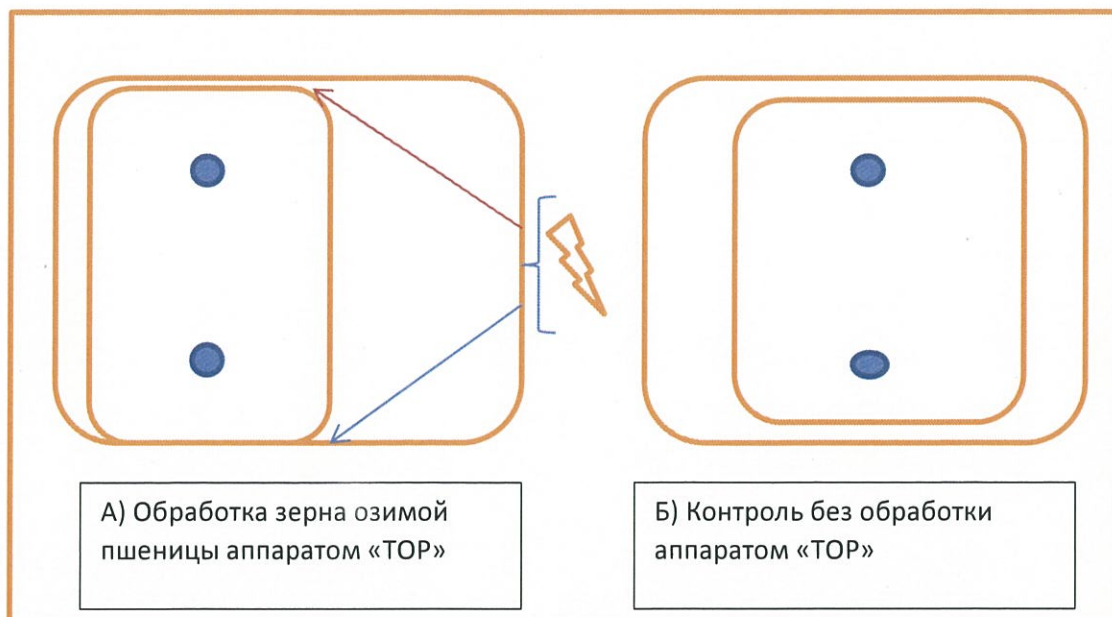 А) Обработка зерна озимой
пшеницы аппаратом «ТОР»
Б) Контроль без обработки
аппаратом «ТОР»